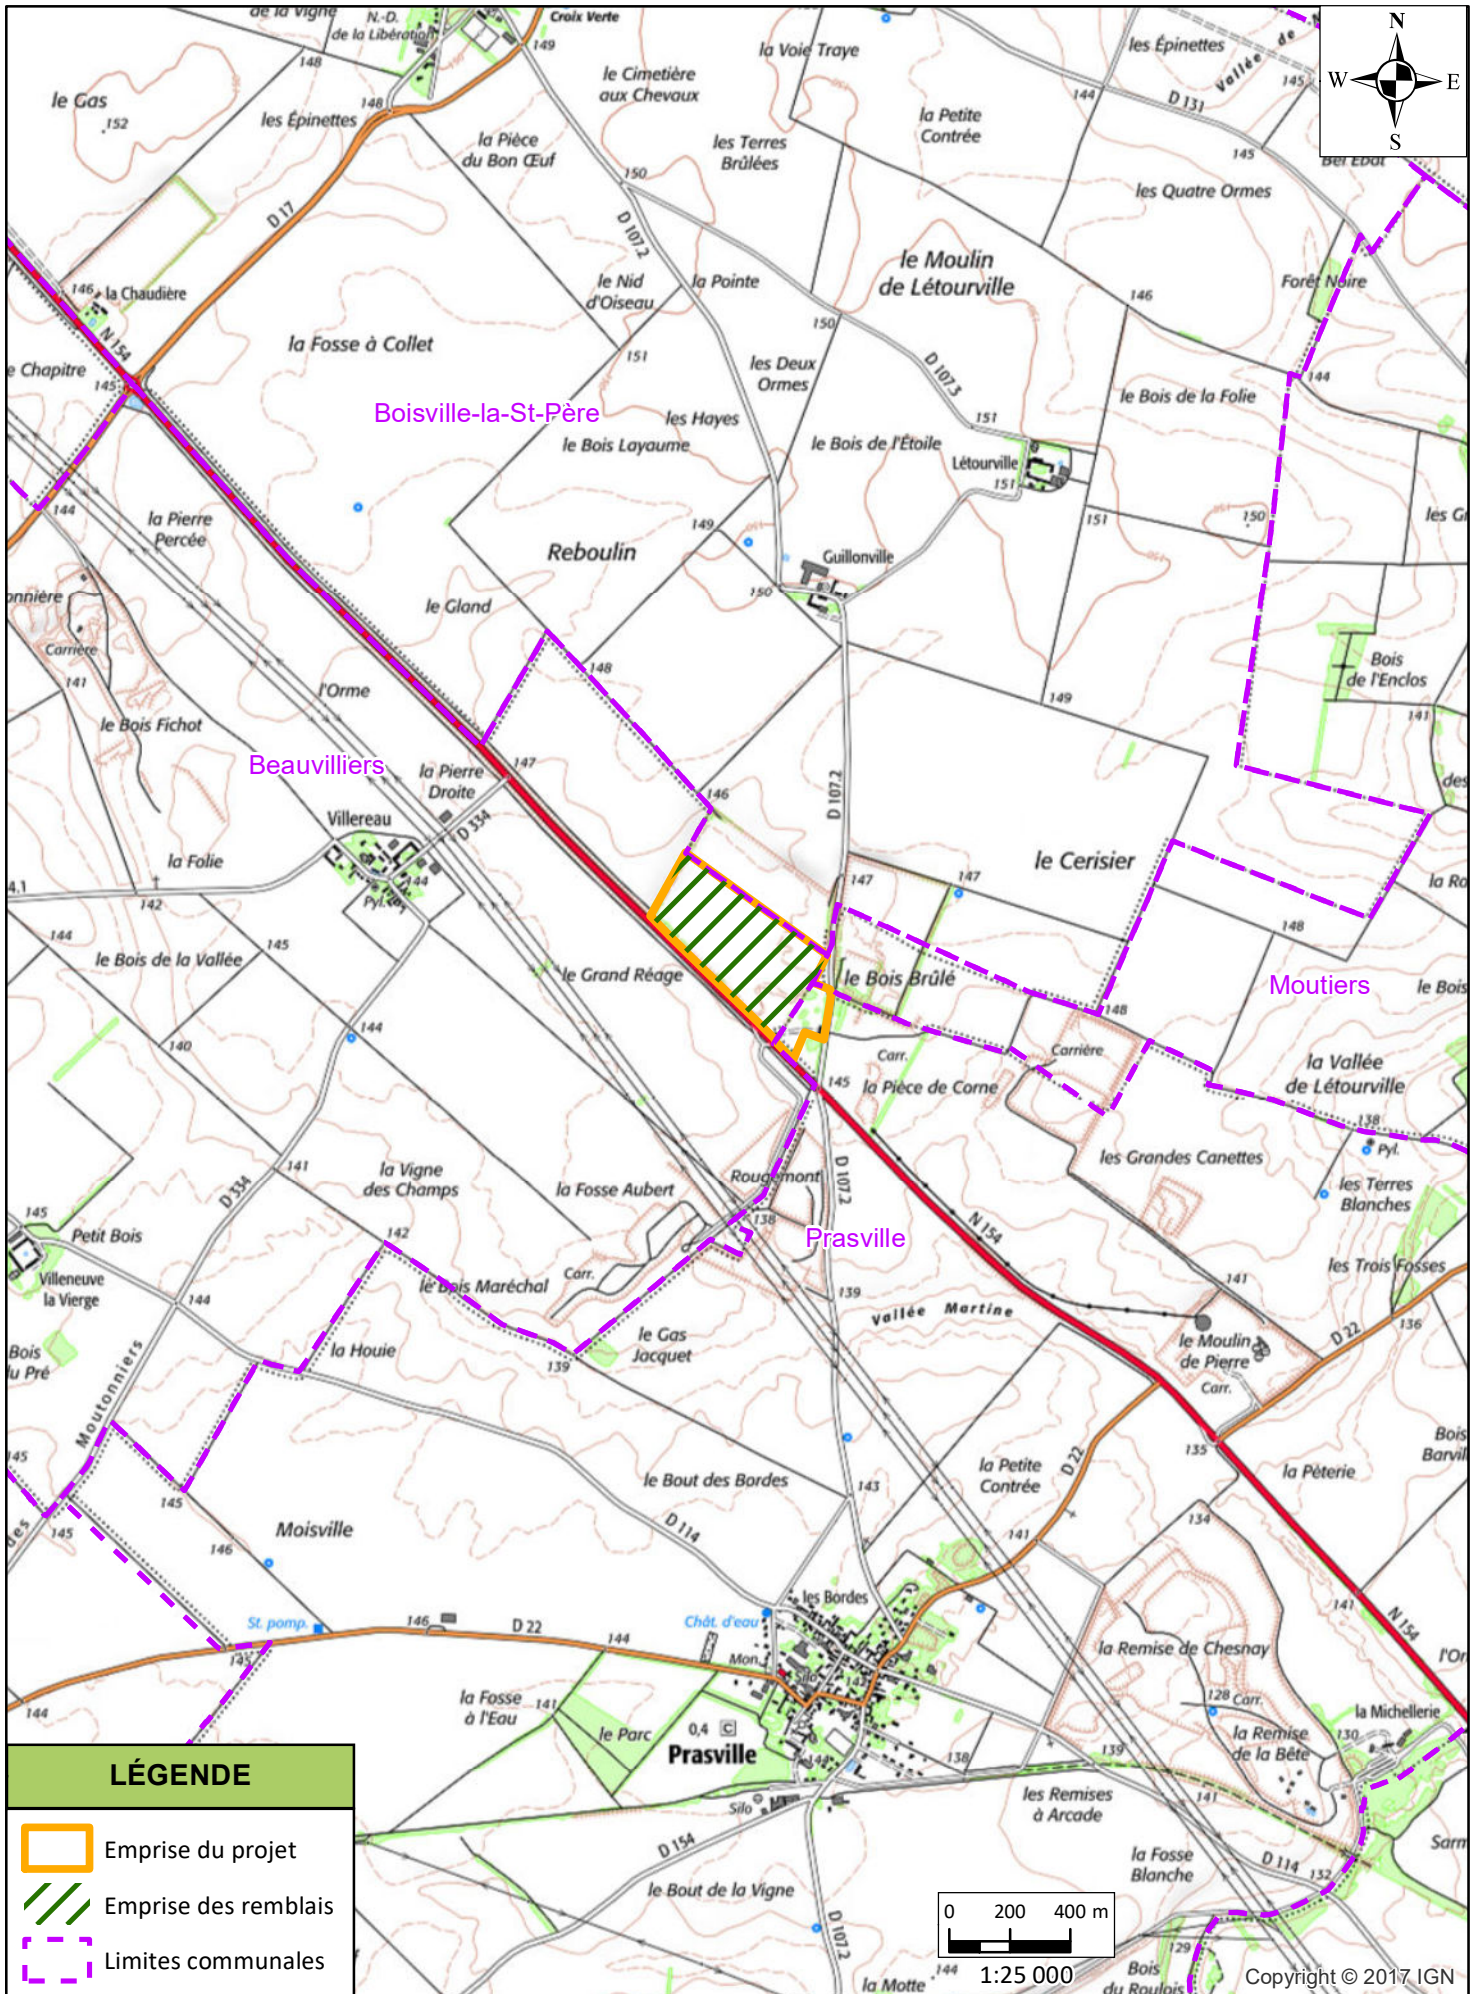 de la Vigne
N.-D.
de la Libération
Croix Verte
149
148
le Gas
152
les Épinettes
148
la Pièce
du Bon Œuf
le Cimetière
aux Chevaux
la Voie Traye
les Épinettes
Vallée de
145
144
D 131
la Petite
Contrée
les Terres
Brûlées
145
Bel Ébat
N
W
E
S
150
les Quatre Ormes
D 17
D 107.2
le Nid
d'Oiseau
la Pointe
le Moulin
de Létourville
Forêt Noire
146
146
la Chaudière
N 154
la Fosse à Collet
151
150
D 107.3
les Deux
Ormes
e Chapitre
145
144
le Bois de la Folie
Boisville-la-St-Père
les Hayes
le Bois Layaume
151
le Bois de l'Étoile
Létourville
151
144
la Pierre
Percée
149
151
150
les G
Reboulin
Guillonville
150
onnière
Carrière
141
le Gland
148
Bois
de l'Enclos
l'Orme
149
141
le Bois Fichot
Beauvilliers
147
la Pierre
Droite
D 334
146
D 107.2
des
Villereau
la Folie
144
Pyl.
4.1
142
le Cerisier
147
147
la Ro
144
145
le Bois de la Vallée
148
le Grand Réage
le Bois Brûlé
Moutiers
le Bois
148
144
140
Carr.
Carrière
la Vallée
de Létourville
145
la Pièce de Corne
138
Pyl.
141
la Vigne
des Champs
D 334
la Fosse Aubert
Rougemont
D 107.2
les Grandes Canettes
les Terres
Blanches
145
Petit Bois
142
138
Prasville
N 154
Villeneuve
la Vierge
le Bois Maréchal
Carr.
141
les Trois Fosses
144
139
Vallée Martine
D 22
136
Bois
du Pré
la Houie
139
le Gas
Jacquet
le Moulin
de Pierre
Carr.
Moutonniers
135
Bois
Barvil
145
145
le Bout des Bordes
143
la Petite
Contrée
D 22
la Pèterie
des
145
Moisville
146
D 114
141
134
les Bordes
141
N 154
St. pomp.
146
D 22
144
Chât. d'eau
145
Mon.
Silo
142
la Remise de Chesnay
l'Or
144
la Fosse
à l'Eau
141
le Parc
0,4
C
Prasville
144
138
139
128
Carr.
la Remise
de la Bête
130
la Michellerie
LÉGENDE
Silo
les Remises
à Arcade
141
Emprise du projet
D 154
la Fosse
Blanche
D 114
132
Sarm
Emprise des remblais
le Bout de la Vigne
D 107.2
0 200 400 m
129
Limites communales
la Motte
144
1:25 000
Bois
du Roulois
Copyright © 2017 IGN